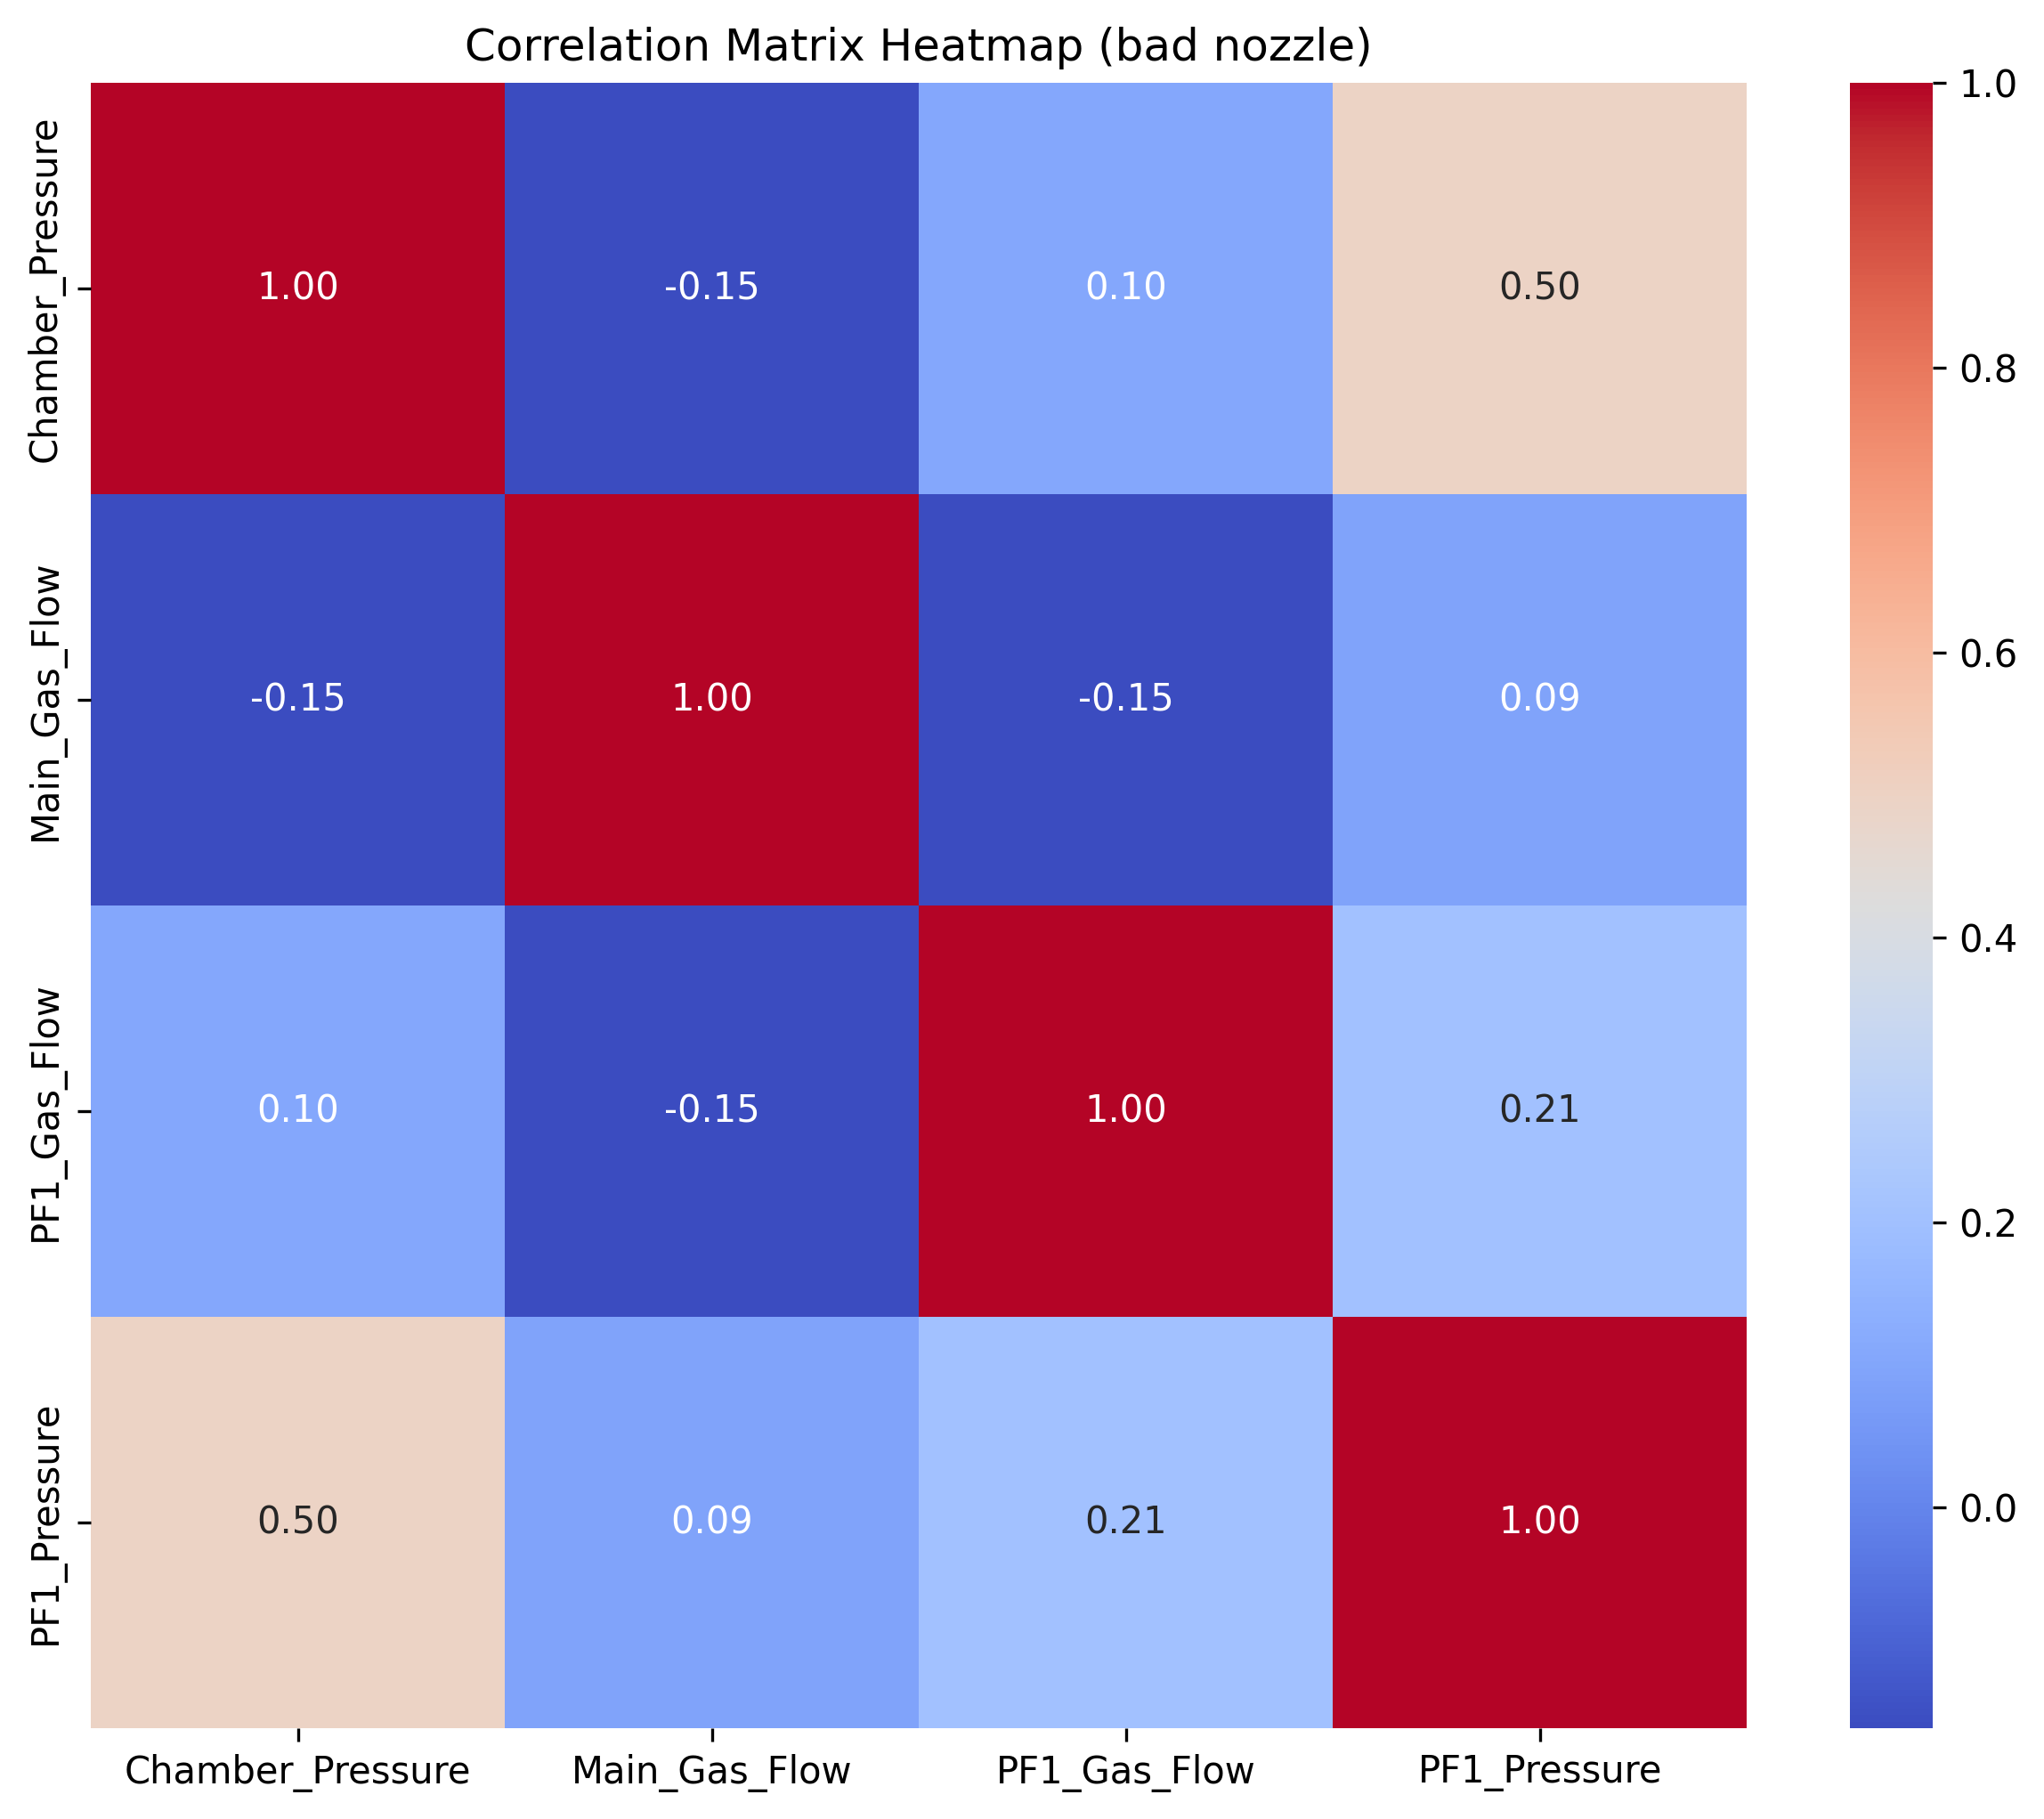 Correlation Matrix Heatmap (bad nozzle)
Chamber_Pressure
1.00 -0.15 0.10 0.50
Main_Gas_Flow
-0.15 1.00 -0.15 0.09
PF1_Gas_Flow
0.10 -0.15 1.00 0.21
PF1_Pressure
0.50 0.09 0.21 1.00
Chamber_Pressure Main_Gas_Flow PF1_Gas_Flow PF1_Pressure
1.0
0.8
0.6
0.4
0.2
0.0